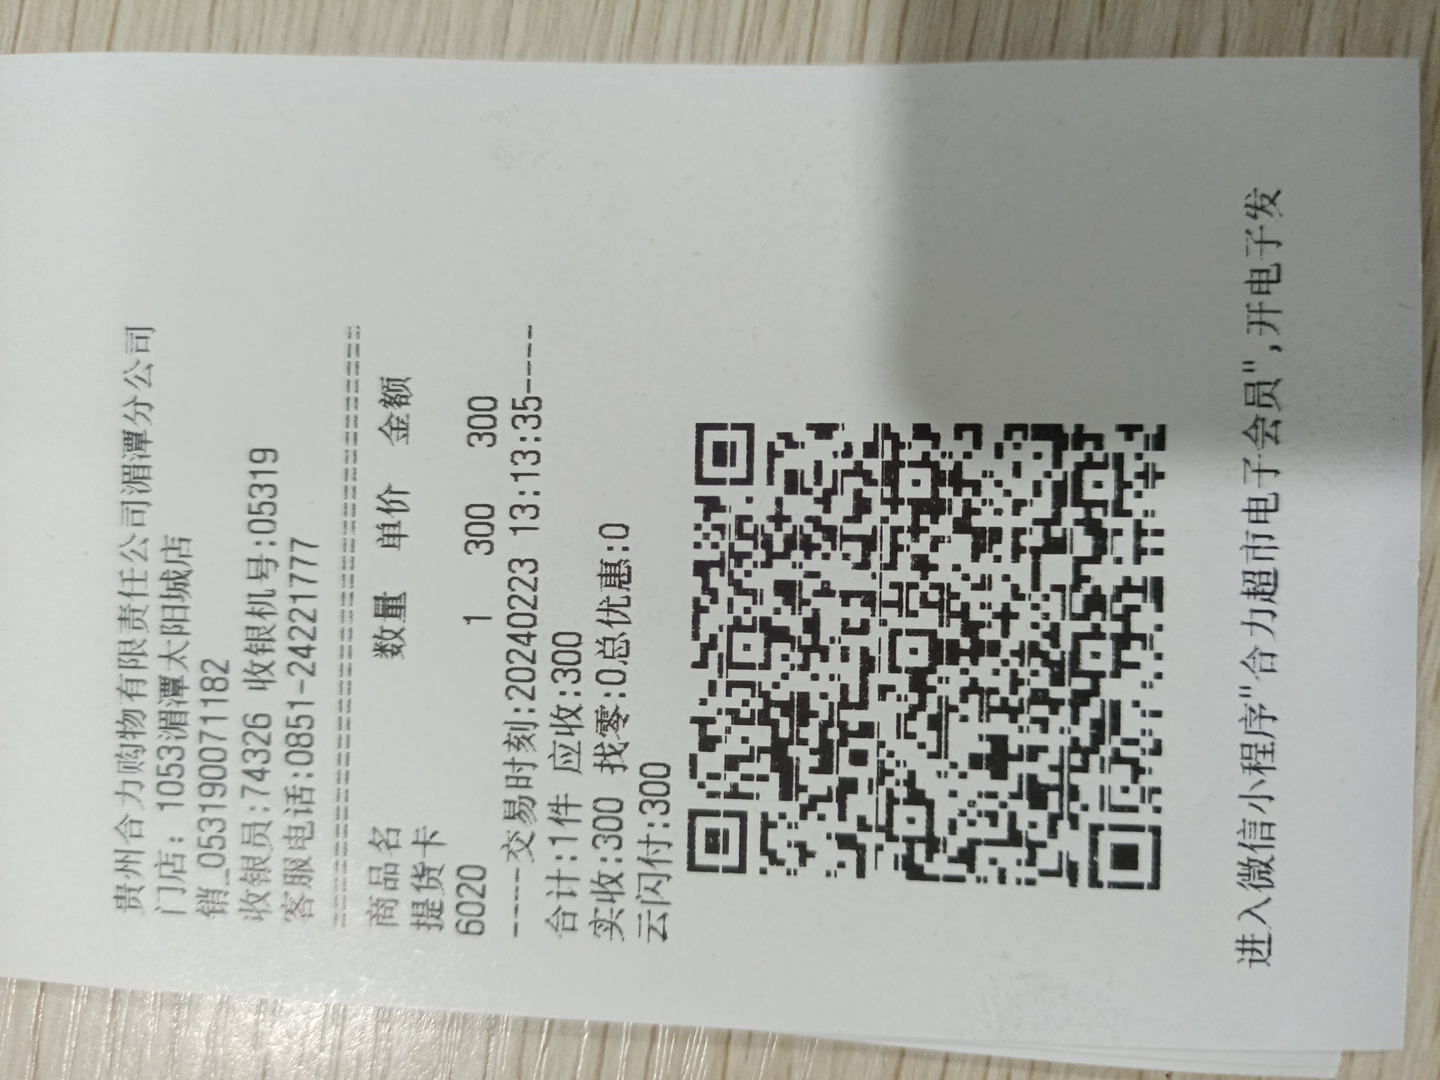 贵州合力购物有限责任公司湄潭分公司
门店: 1053湄潭太阳城店
销_0531900711182
收银员:74326 收银机号:05319
客服电话:0851-24221777
================================
商品名 数量 单价 金额
提货卡
6020 1 300 300
----交易时刻:20240223 13:13:35----
合计:1件 应收:300
实收:300 找零:0总优惠:0
云闪付:300
进入微信小程序"合力超市电子会员",开电子发